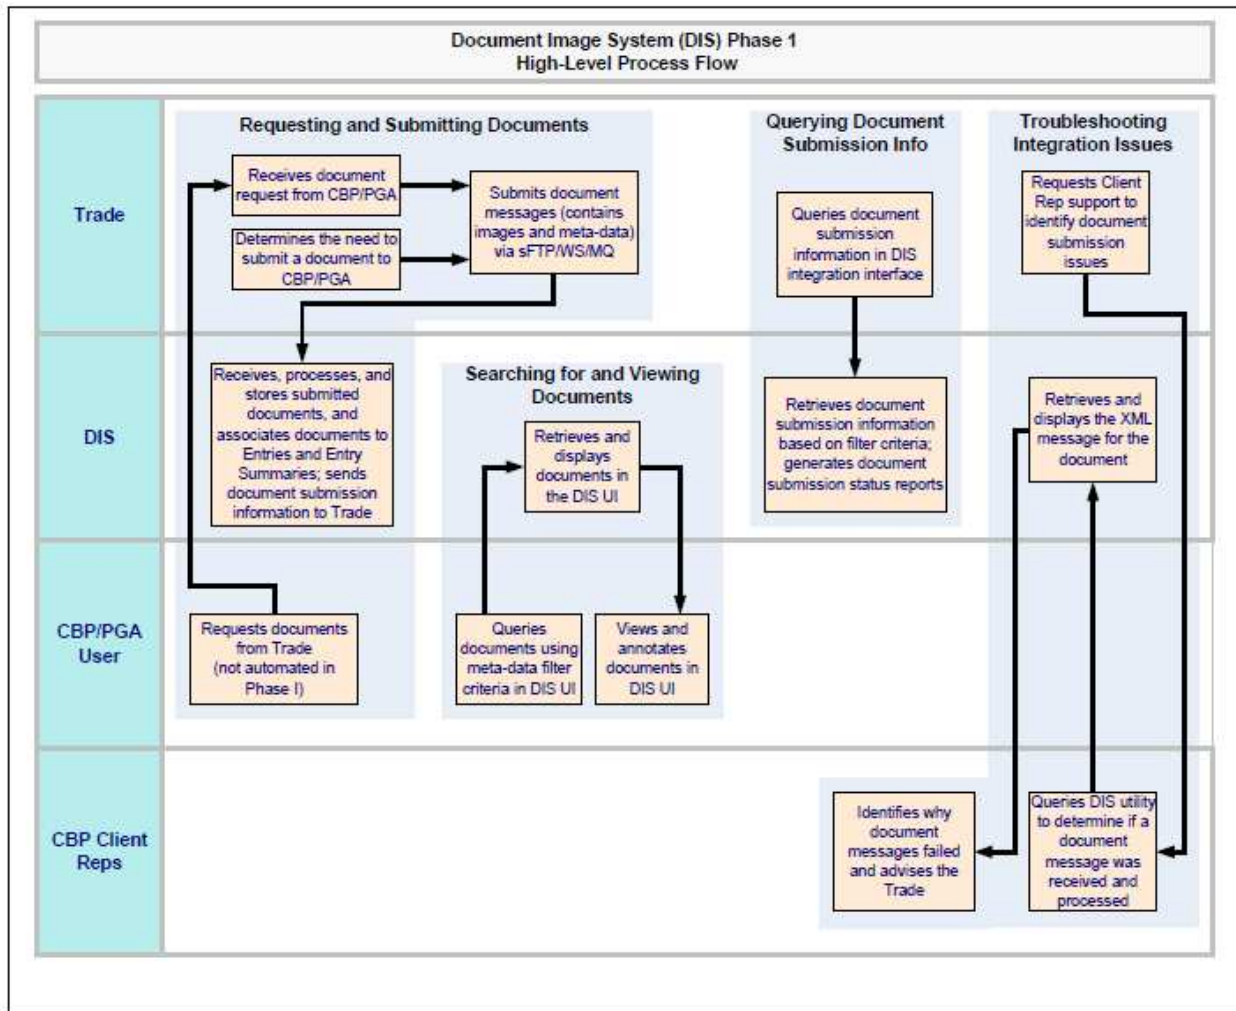 Document Image System (DIS) Phase 1
High-Level Process Flow
Trade
Requesting and Submitting Documents
Receives document
request from CBP/PGA
Determines the need to
submit a document to
CBP/PGA
Submits document
messages (contains
images and meta-data)
via sFTP/WS/MQ
Querying Document
Submission Info
Queries document
submission
information in DIS
integration interface
Troubleshooting
Integration Issues
Requests Client
Rep support to
identify document
submission
issues
DIS
Receives, processes, and
stores submitted
documents, and
associates documents to
Entries and Entry
Summaries; sends
document submission
information to Trade
Searching for and Viewing
Documents
Retrieves and
displays
documents in
the DIS UI
Retrieves document
submission information
based on filter criteria;
generates document
submission status reports
Retrieves and
displays the XML
message for the
document
CBP/PGA
User
Requests documents
from Trade
(not automated in
Phase I)
Queries
documents using
meta-data filter
criteria in DIS UI
Views and
annotates
documents in
DIS UI
CBP Client
Reps
Identifies why
document
messages failed
and advises the
Trade
Queries DIS utility
to determine if a
document
message was
received and
processed